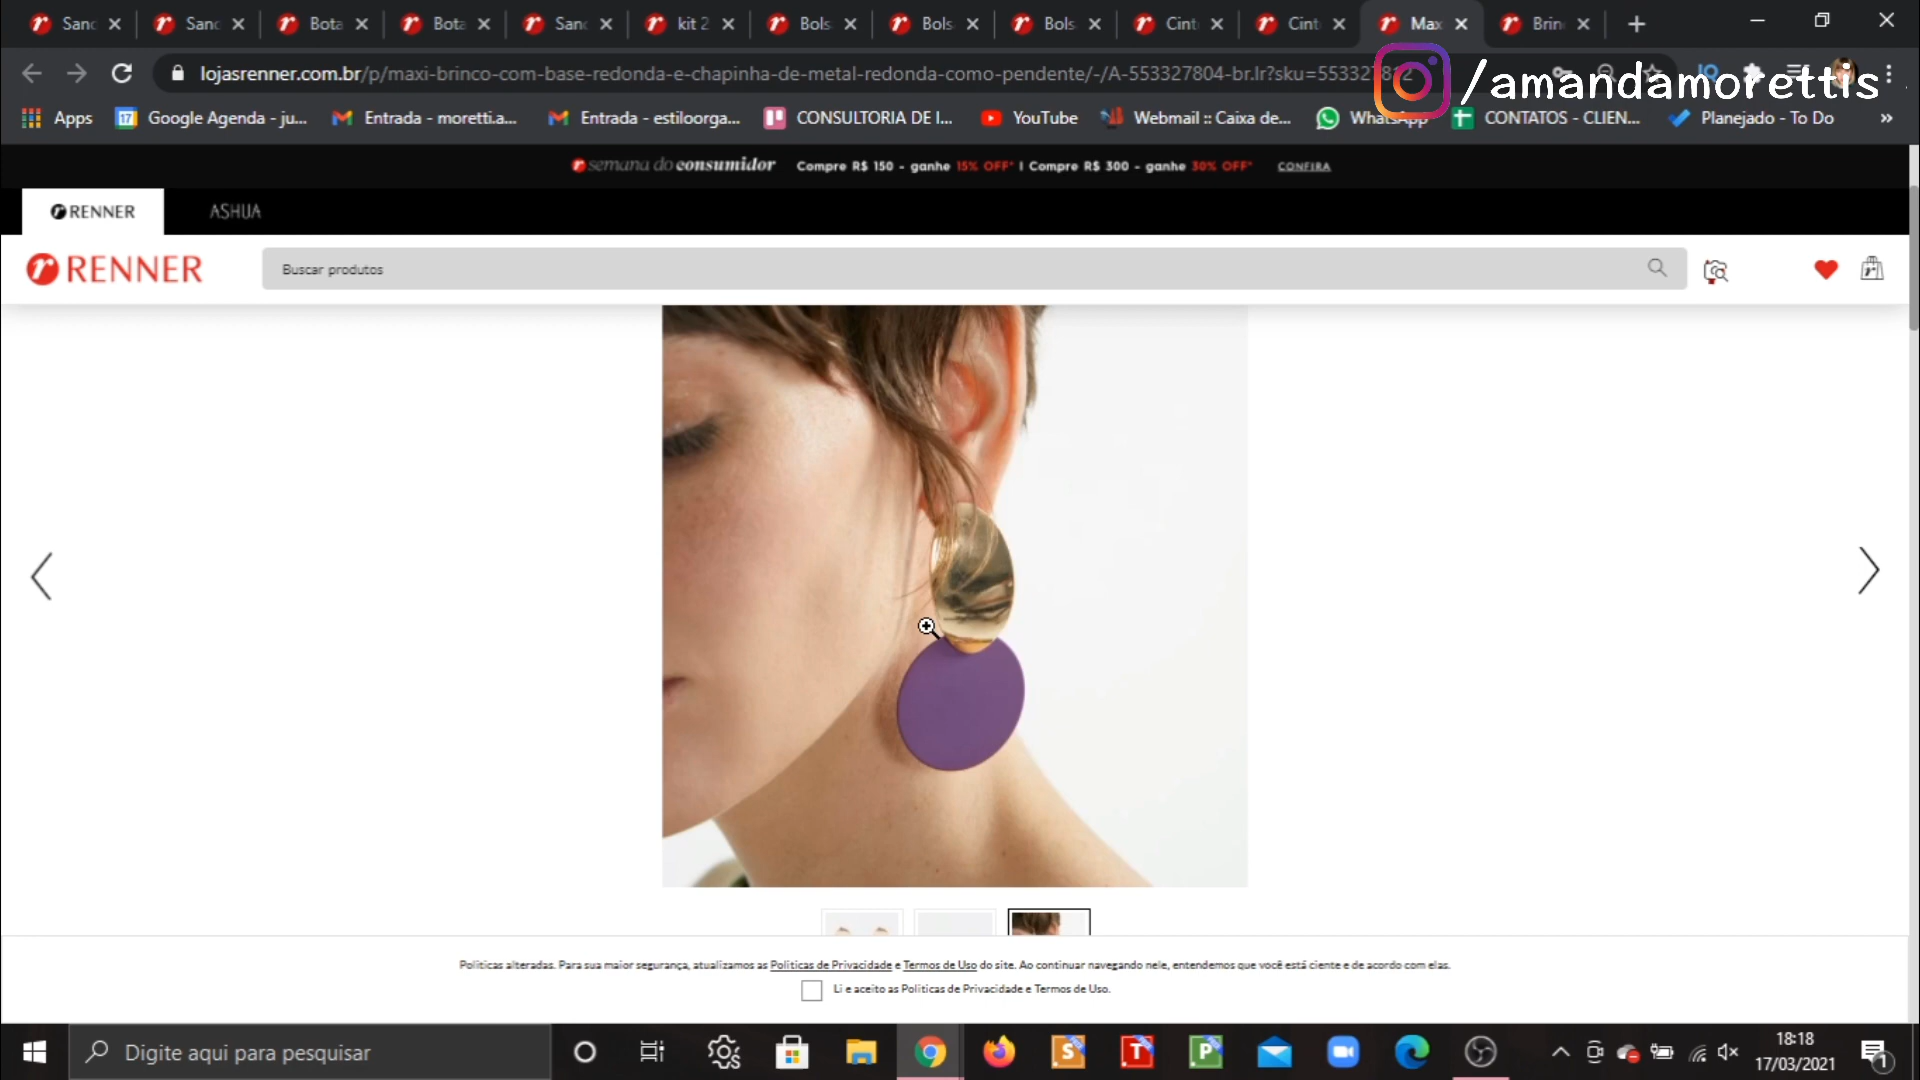 Sanc
Sanc
Bota
Bota
Sanc
kit 2
Bols
Bols
Bols
Cint
Cint
Max
Brin
lojasrenner.com.br/p/maxi-brinco-com-base-redonda-e-chapinha-de-metal-redonda-como-pendente/-/A-553327804-br.lr?sku=553327812
/amandamorettis
Apps
17
Google Agenda - ju...
Entrada - moretti.a...
Entrada - estiloorga...
CONSULTORIA DE I...
YouTube
Webmail :: Caixa de...
WhatsApp
CONTATOS - CLIEN...
Planejado - To Do
»
semana do consumidor
Compre R$ 150 - ganhe 15% OFF* | Compre R$ 300 - ganhe 30% OFF*
CONFIRA
RENNER
ASHUA
RENNER
Buscar produtos
Políticas alteradas. Para sua maior segurança, atualizamos as Políticas de Privacidade e Termos de Uso do site. Ao continuar navegando nele, entendemos que você está ciente e de acordo com elas.
Li e aceito as Políticas de Privacidade e Termos de Uso.
Digite aqui para pesquisar
S
T
P
18:18
17/03/2021
1